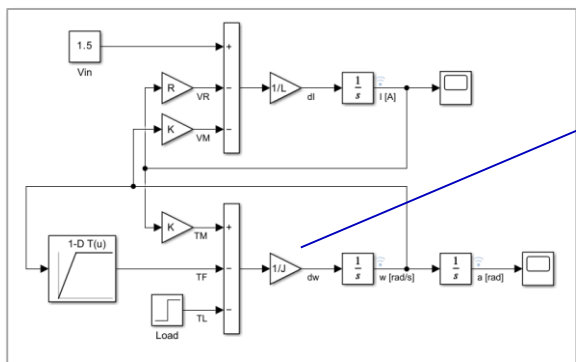 1.5
Vin
+
−
−
R
VR
K
VM
1/L
dI
1
s
I [A]
1-D T(u)
K
TM
TF
Load
TL
+
−
−
1/J
dw
1
s
w [rad/s]
1
s
a [rad]